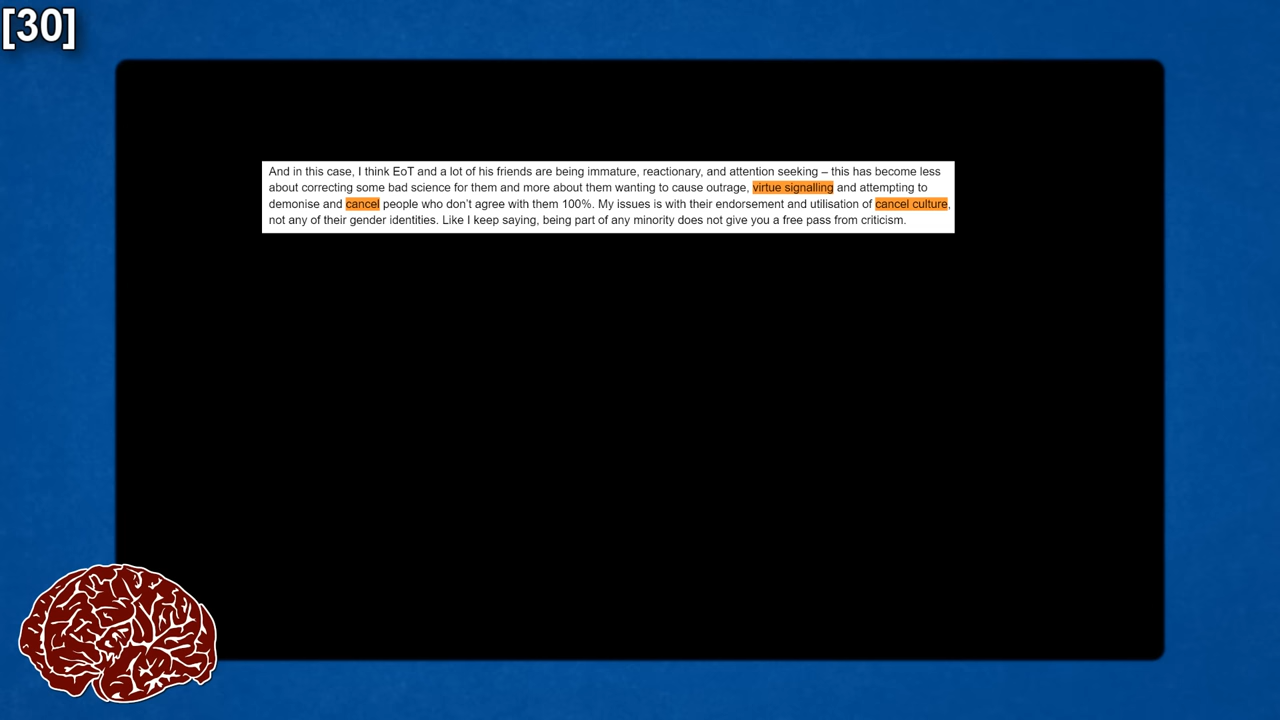 [30]
And in this case, I think EoT and a lot of his friends are being immature, reactionary, and attention seeking – this has become less
about correcting some bad science for them and more about them wanting to cause outrage, virtue signalling and attempting to
demonise and cancel people who don’t agree with them 100%. My issues is with their endorsement and utilisation of cancel culture,
not any of their gender identities. Like I keep saying, being part of any minority does not give you a free pass from criticism.